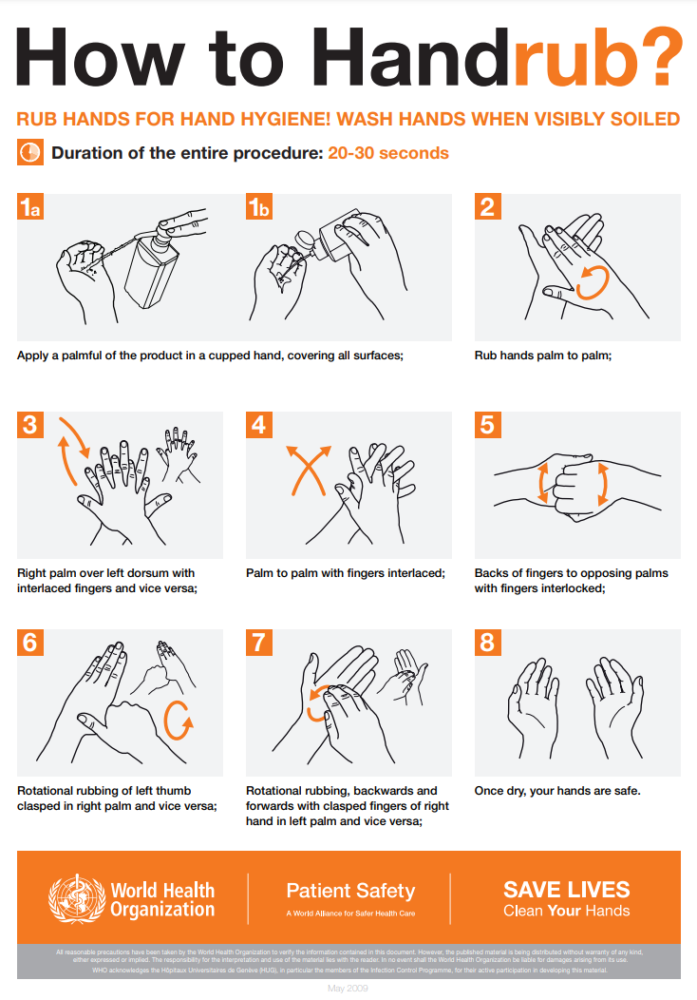 How to Handrub?
RUB HANDS FOR HAND HYGIENE! WASH HANDS WHEN VISIBLY SOILED
Duration of the entire procedure: 20-30 seconds
1a
1b
2
Apply a palmful of the product in a cupped hand, covering all surfaces;
Rub hands palm to palm;
3
4
5
Right palm over left dorsum with
interlaced fingers and vice versa;
Palm to palm with fingers interlaced;
Backs of fingers to opposing palms
with fingers interlocked;
6
7
8
Rotational rubbing of left thumb
clasped in right palm and vice versa;
Rotational rubbing, backwards and
forwards with clasped fingers of right
hand in left palm and vice versa;
Once dry, your hands are safe.
World Health
Organization
Patient Safety
A World Alliance for Safer Health Care
SAVE LIVES
Clean Your Hands
All reasonable precautions have been taken by the World Health Organization to verify the information contained in this document. However, the published material is being distributed without warranty of any kind,
either expressed or implied. The responsibility for the interpretation and use of the material lies with the reader. In no event shall the World Health Organization be liable for damages arising from its use.
WHO acknowledges the Hôpitaux Universitaires de Genève (HUG), in particular the members of the Infection Control Programme, for their active participation in developing this material.
May 2009